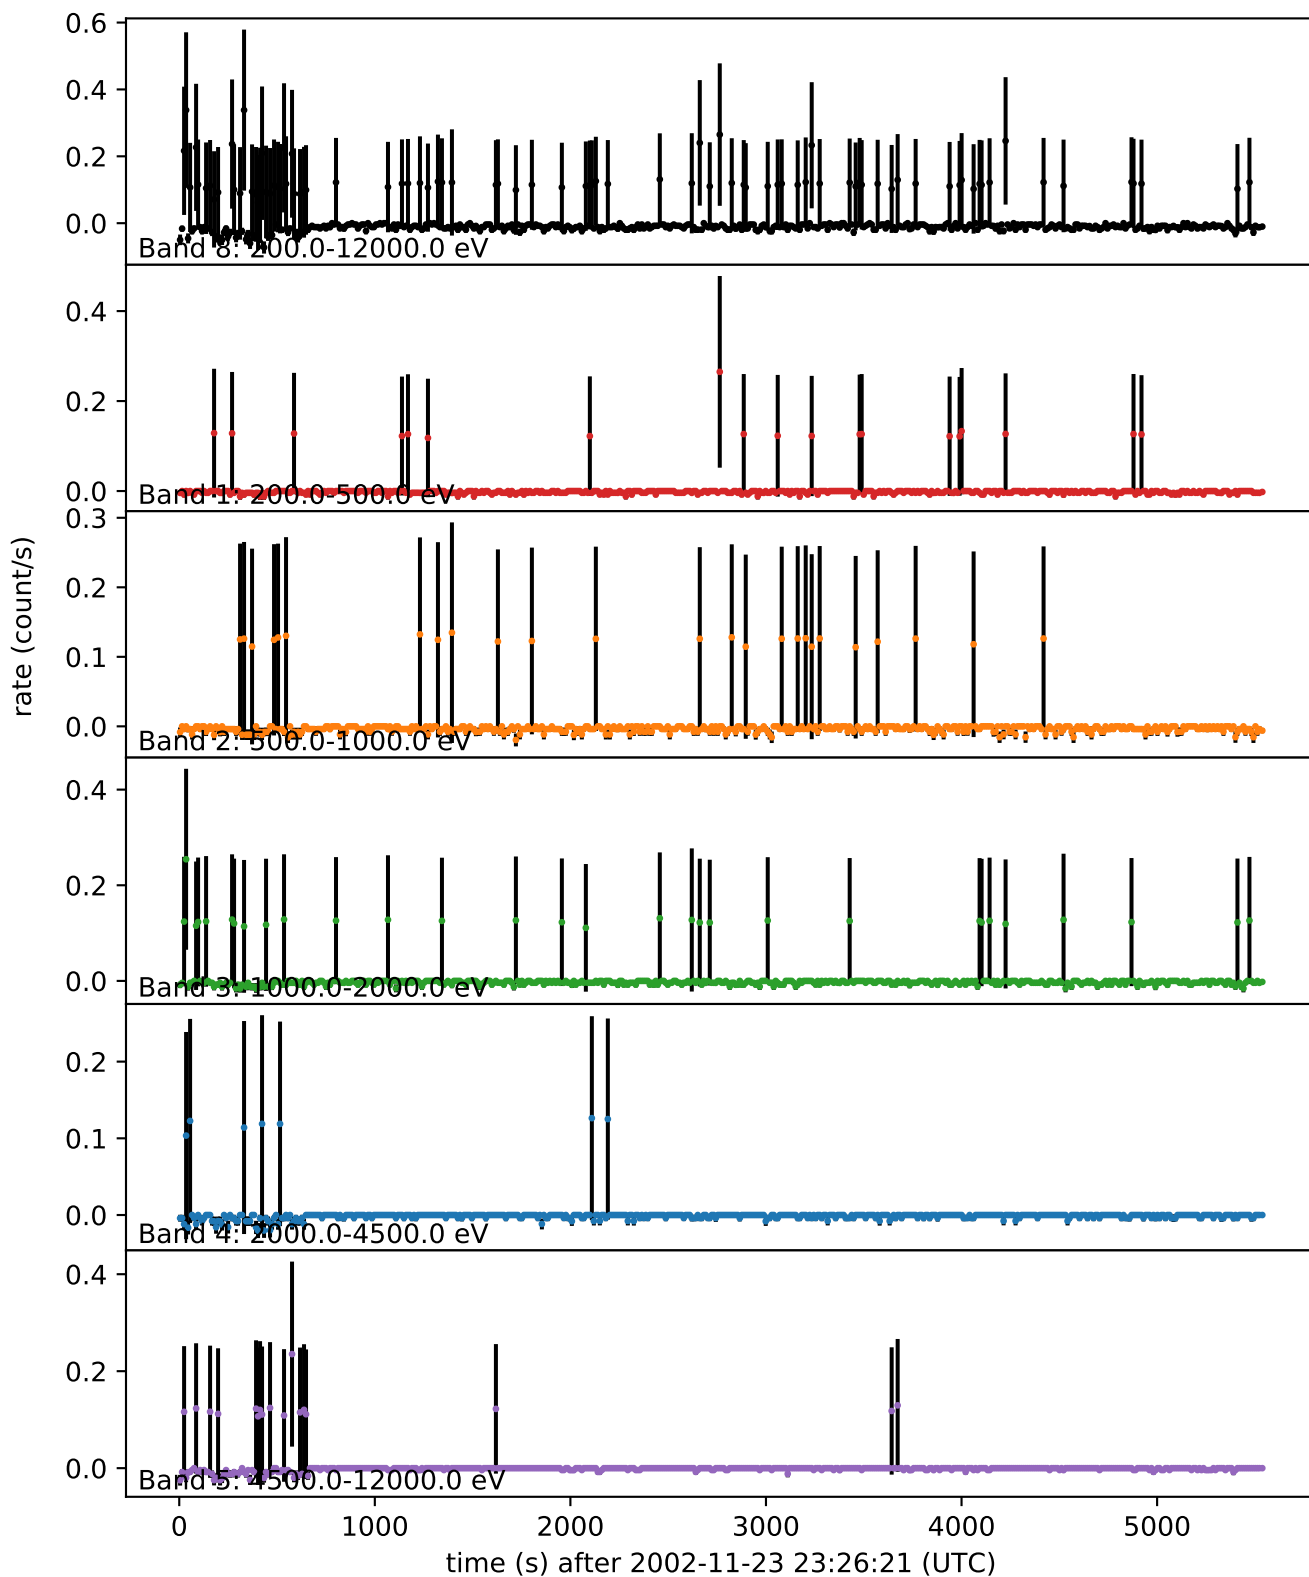 0.6
0.4
0.2
0.0
Band 8: 200.0-12000.0 eV
0.4
0.2
0.0
Band 1: 200.0-500.0 eV
0.3
0.2
0.1
0.0
Band 2: 500.0-1000.0 eV
rate (count/s)
0.4
0.2
0.0
Band 3: 1000.0-2000.0 eV
0.2
0.1
0.0
Band 4: 2000.0-4500.0 eV
0.4
0.2
0.0
Band 5: 4500.0-12000.0 eV
0 1000 2000 3000 4000 5000
time (s) after 2002-11-23 23:26:21 (UTC)